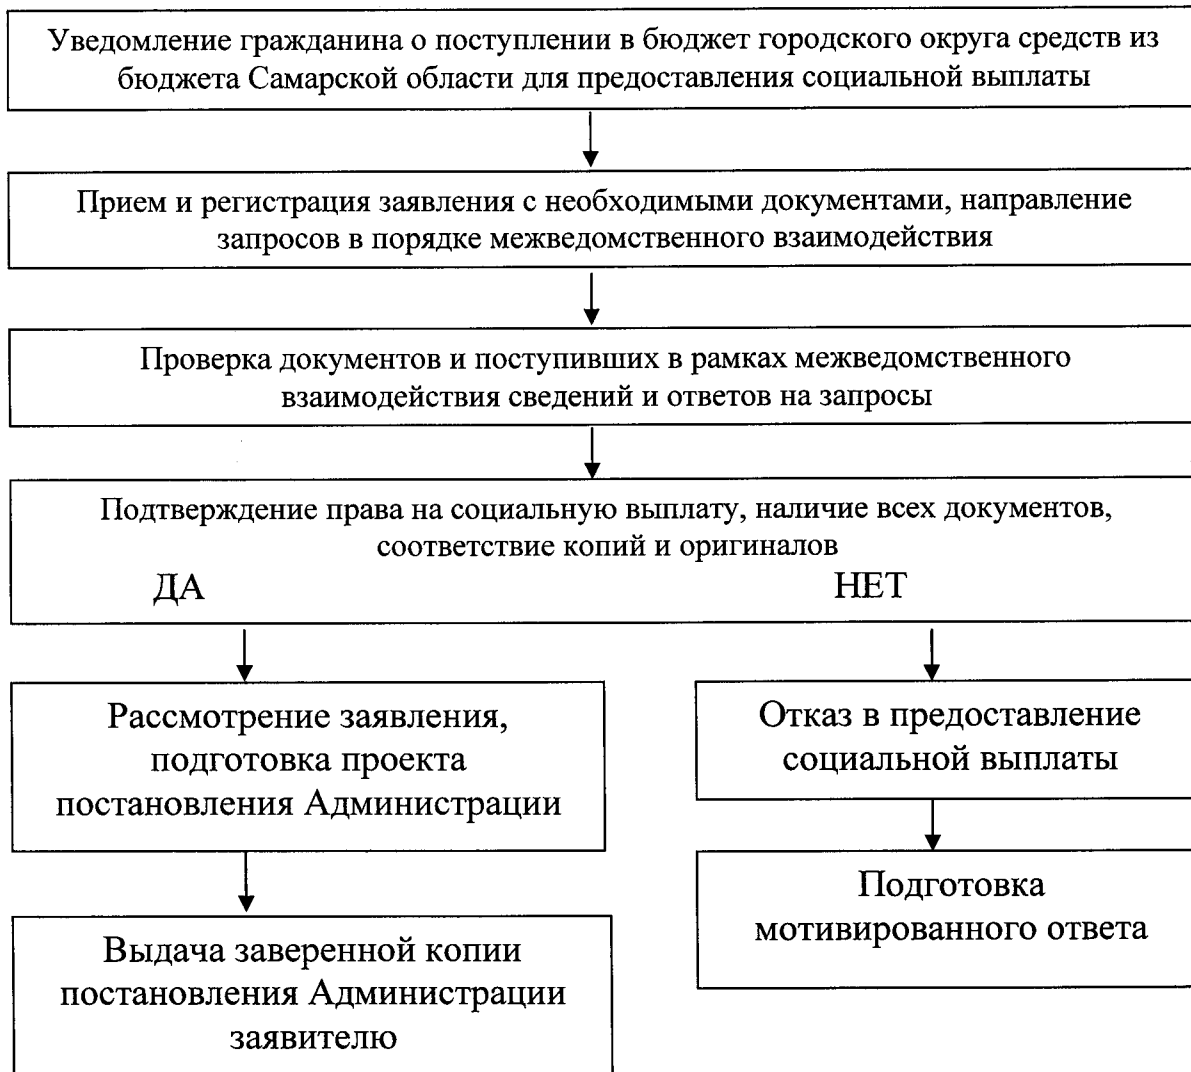 Уведомление гражданина о поступлении в бюджет городского округа средств из
бюджета Самарской области для предоставления социальной выплаты
Прием и регистрация заявления с необходимыми документами, направление
запросов в порядке межведомственного взаимодействия
Проверка документов и поступивших в рамках межведомственного
взаимодействия сведений и ответов на запросы
Подтверждение права на социальную выплату, наличие всех документов,
соответствие копий и оригиналов
ДА
НЕТ
Рассмотрение заявления,
подготовка проекта
постановления Администрации
Выдача заверенной копии
постановления Администрации
заявителю
Отказ в предоставление
социальной выплаты
Подготовка
мотивированного ответа